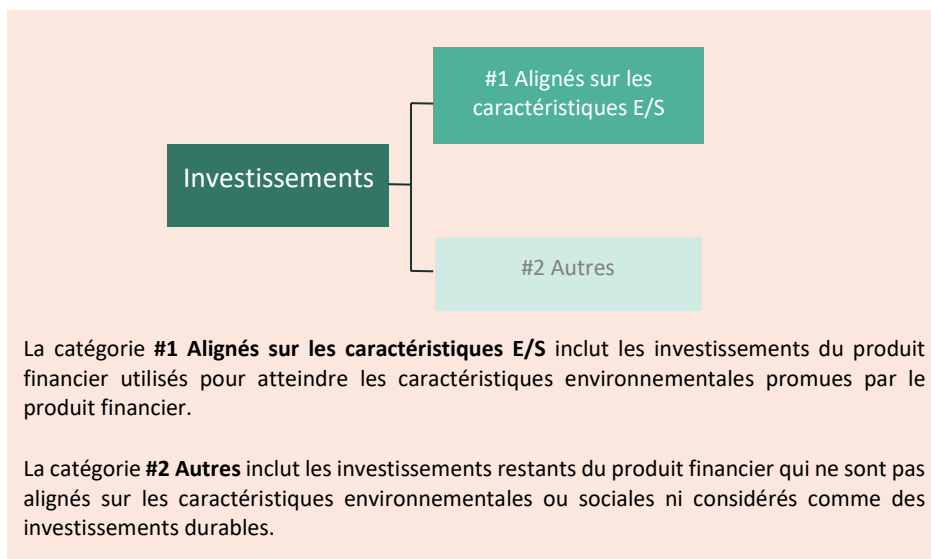 #1 Alignés sur les
caractéristiques E/S
Investissements
#2 Autres
La catégorie #1 Alignés sur les caractéristiques E/S inclut les investissements du produit
financier utilisés pour atteindre les caractéristiques environnementales promues par le
produit financier.
La catégorie #2 Autres inclut les investissements restants du produit financier qui ne sont pas
alignés sur les caractéristiques environnementales ou sociales ni considérés comme des
investissements durables.